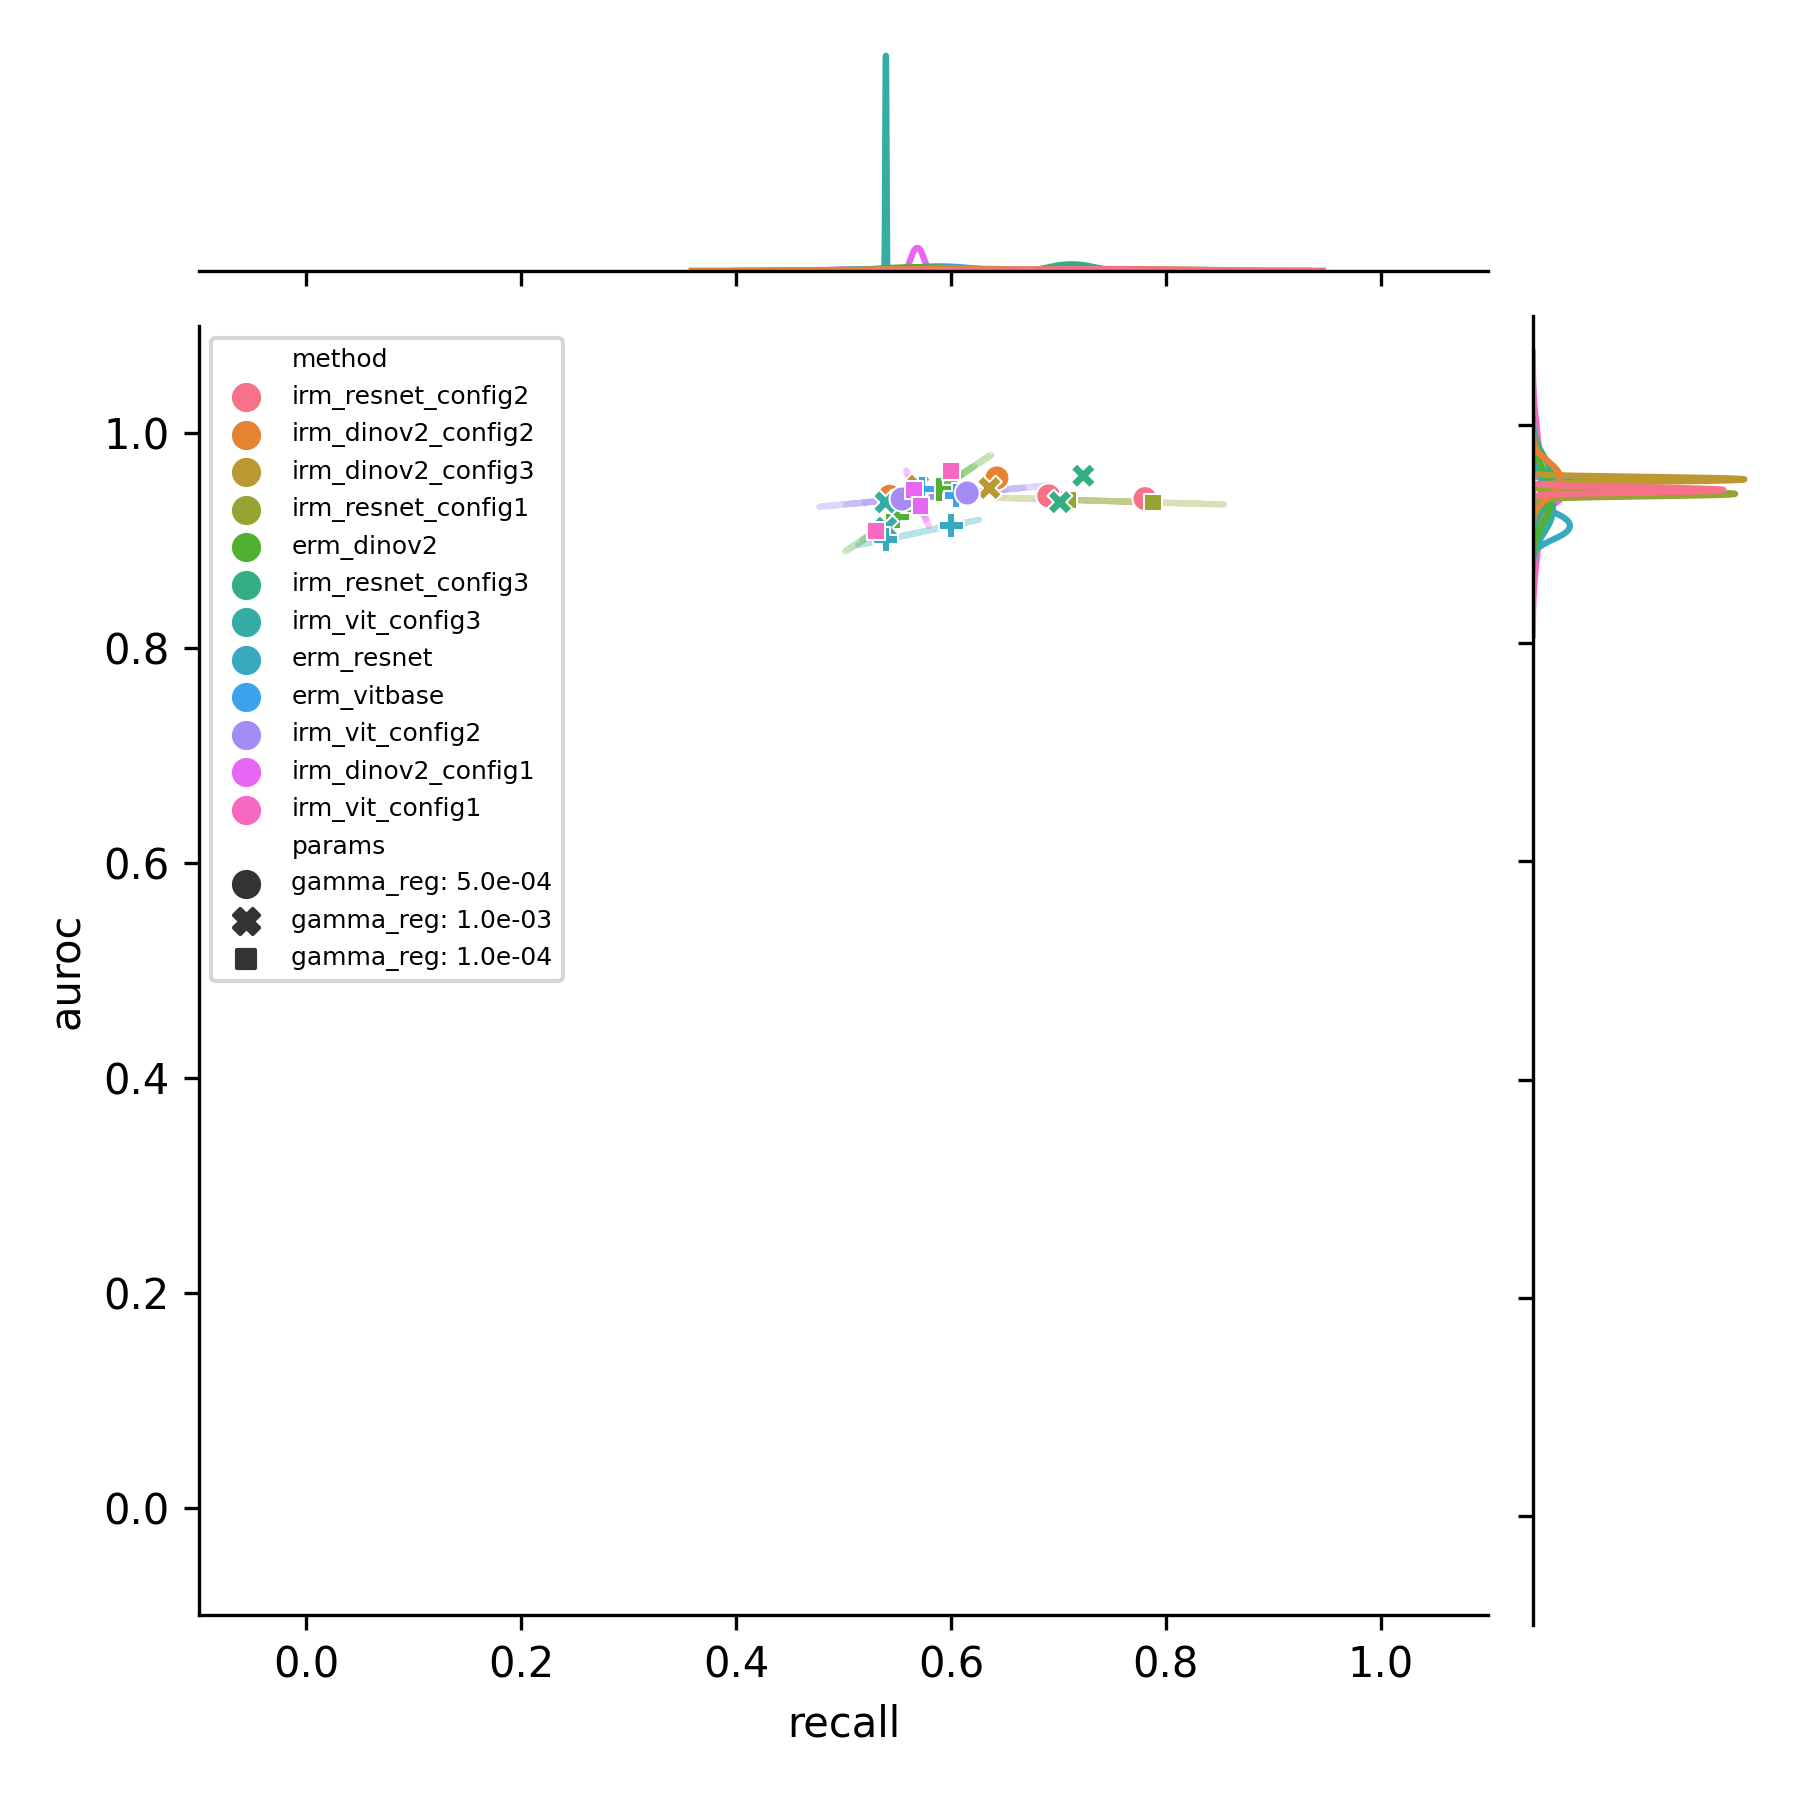 method
irm_resnet_config2
irm_dinov2_config2
irm_dinov2_config3
irm_resnet_config1
erm_dinov2
irm_resnet_config3
irm_vit_config3
erm_resnet
erm_vitbase
irm_vit_config2
irm_dinov2_config1
irm_vit_config1
params
gamma_reg: 5.0e-04
gamma_reg: 1.0e-03
gamma_reg: 1.0e-04
1.0
0.8
0.6
0.4
0.2
0.0
auroc
0.0 0.2 0.4 0.6 0.8 1.0
recall